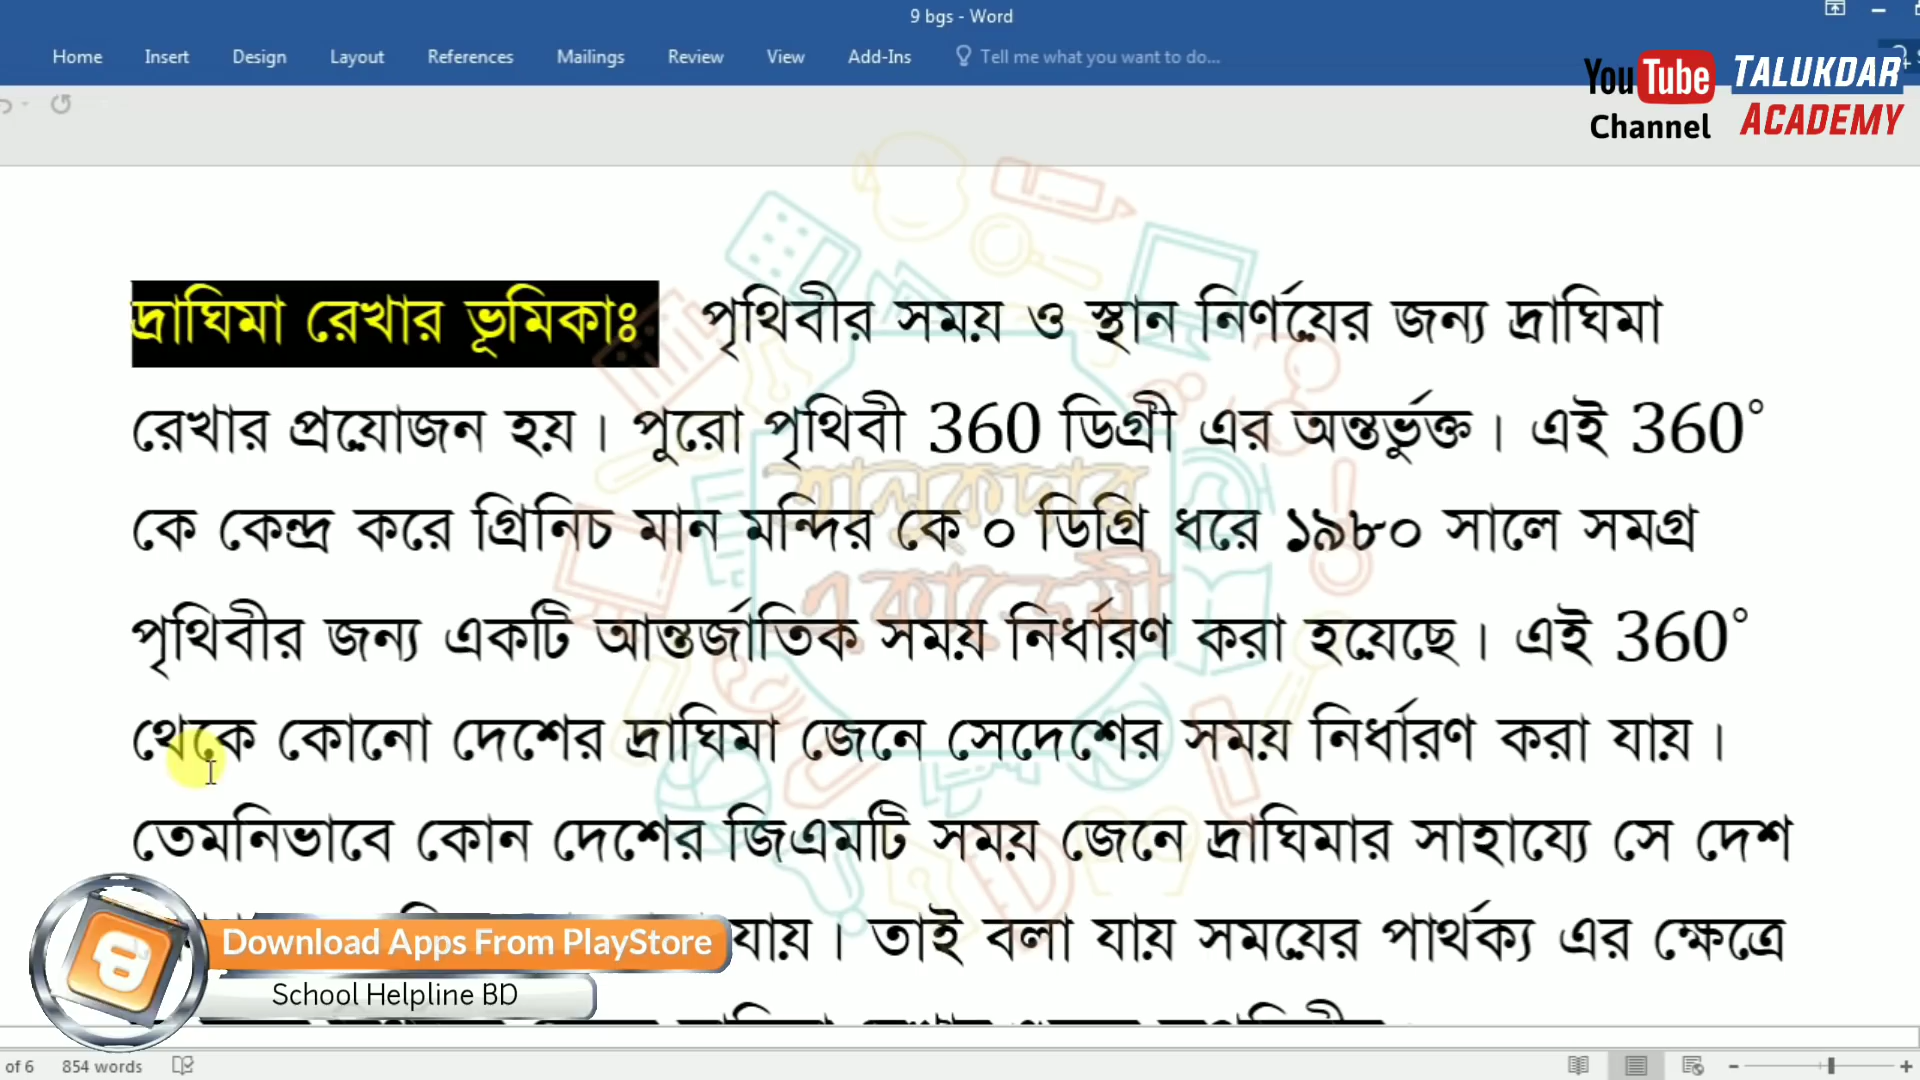 9 bgs - Word
Home Insert Design Layout References Mailings Review View Add-Ins Tell me what you want to do...
YouTube TALUKDAR
Channel ACADEMY
দ্রাঘিমা রেখার ভূমিকাঃ পৃথিবীর সময় ও স্থান নির্ণয়ের জন্য দ্রাঘিমা
রেখার প্রয়োজন হয়। পুরো পৃথিবী 360 ডিগ্রী এর অন্তর্ভুক্ত। এই 360°
কে কেন্দ্র করে গ্রিনিচ মান মন্দির কে ০ ডিগ্রি ধরে ১৯৮০ সালে সমগ্র
তালুকদার
একাডেমী
পৃথিবীর জন্য একটি আন্তর্জাতিক সময় নির্ধারণ করা হয়েছে। এই 360°
থেকে কোনো দেশের দ্রাঘিমা জেনে সেদেশের সময় নির্ধারণ করা যায়।
তেমনিভাবে কোন দেশের জিএমটি সময় জেনে দ্রাঘিমার সাহায্যে সে দেশ
যায়। তাই বলা যায় সময়ের পার্থক্য এর ক্ষেত্রে
Download Apps From PlayStore
School Helpline BD
of 6 854 words